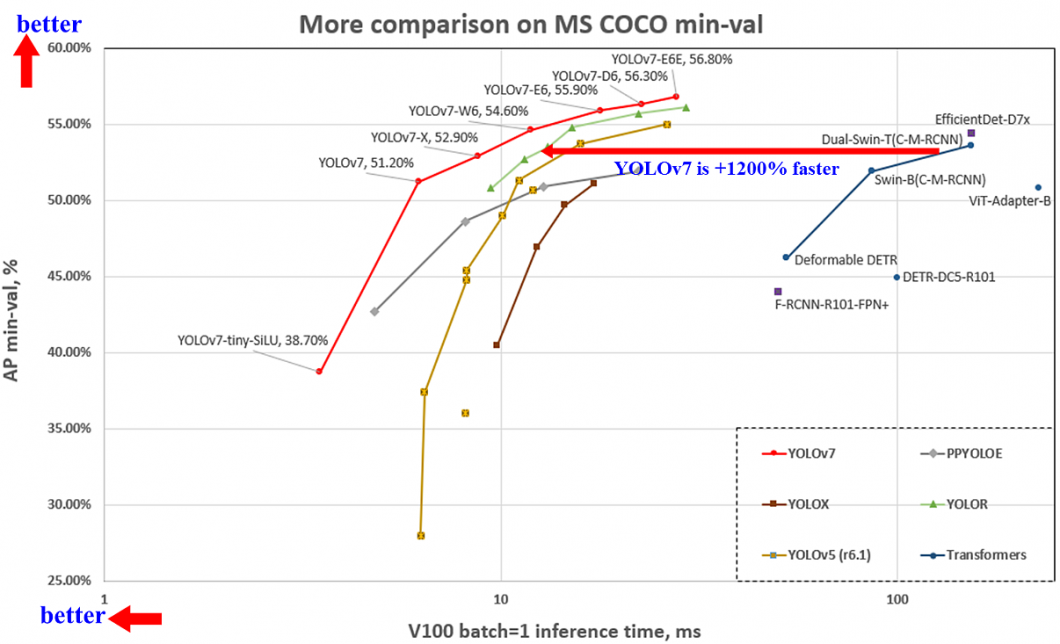 better
More comparison on MS COCO min-val
60.00%
55.00%
50.00%
45.00%
40.00%
35.00%
30.00%
25.00%
AP min-val, %
YOLOv7-E6E, 56.80%
YOLOv7-D6, 56.30%
YOLOv7-E6, 55.90%
YOLOv7-W6, 54.60%
YOLOv7-X, 52.90%
YOLOv7, 51.20%
YOLOv7-tiny-SiLU, 38.70%
EfficientDet-D7x
Dual-Swin-T(C-M-RCNN)
YOLOv7 is +1200% faster
Swin-B(C-M-RCNN)
ViT-Adapter-B
Deformable DETR
DETR-DC5-R101
F-RCNN-R101-FPN+
YOLOv7
PPYOLOE
YOLOX
YOLOR
YOLOv5 (r6.1)
Transformers
1
10
100
better
V100 batch=1 inference time, ms